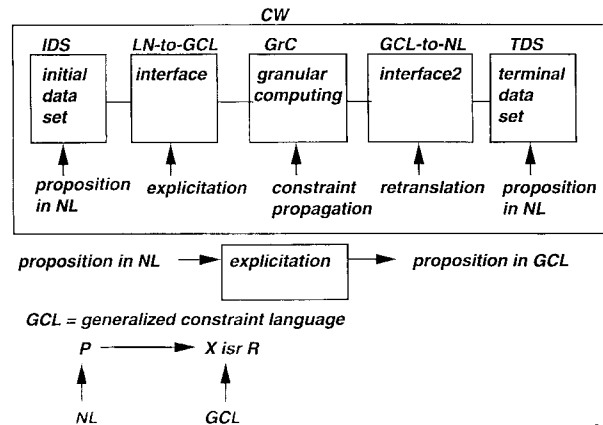 CW
IDS LN-to-GCL GrC GCL-to-NL TDS
initial data set
interface
granular computing
interface2
terminal data set
proposition in NL
explicitation
constraint propagation
retranslation
proposition in NL
proposition in NL explicitation proposition in GCL
GCL = generalized constraint language
P X isr R
NL GCL